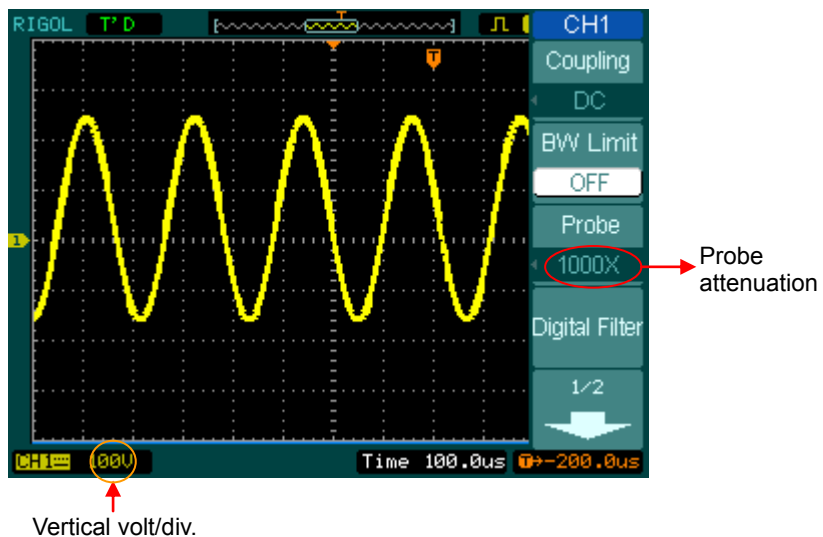 RIGOL T'D T CH1
T Coupling
DC
BW Limit
OFF
1 Probe
1000X Probe
attenuation
Digital Filter
1/2
CH1 100V Time 100.0us T→-200.0us
Vertical volt/div.